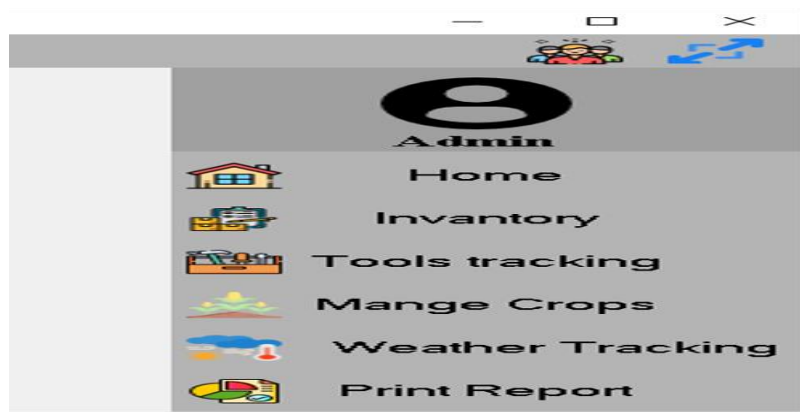 Admin
Home
Invantory
Tools tracking
Mange Crops
Weather Tracking
Print Report